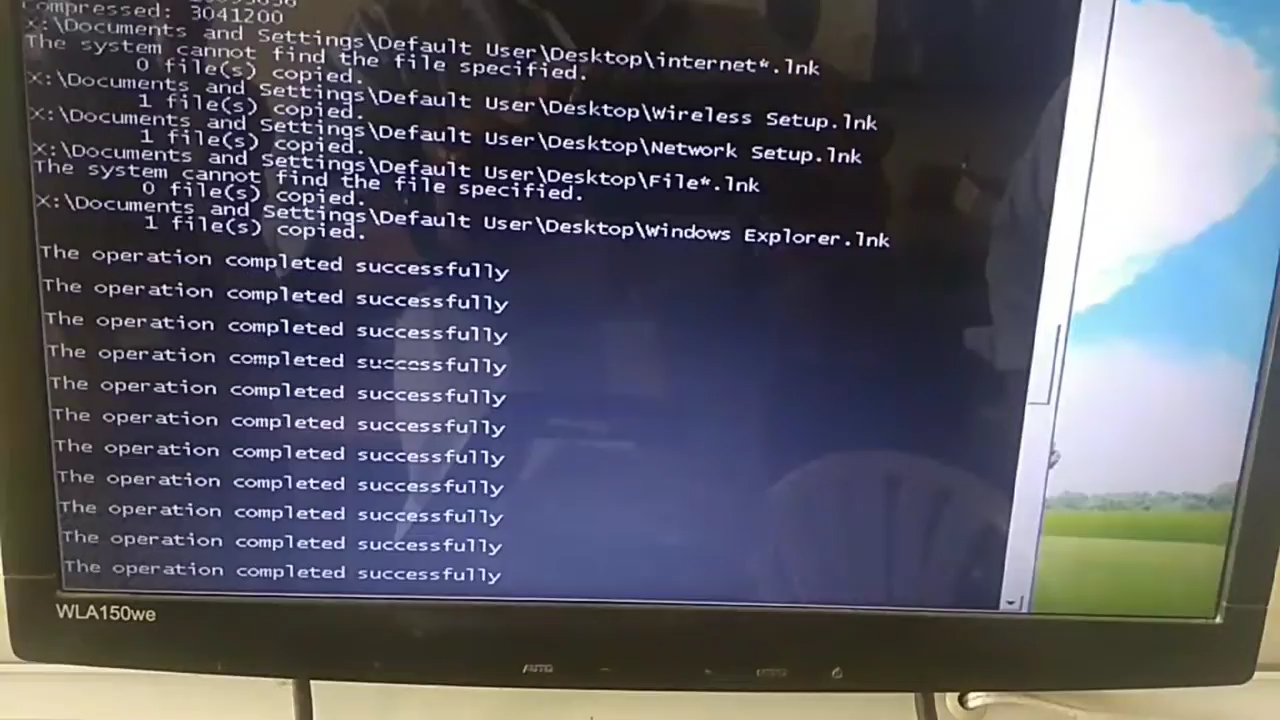 Compressed: 3041200
X:\Documents and Settings\Default User\Desktop\internet*.lnk
The system cannot find the file specified.
0 file(s) copied.
X:\Documents and Settings\Default User\Desktop\Wireless Setup.lnk
1 file(s) copied.
X:\Documents and Settings\Default User\Desktop\Network Setup.lnk
1 file(s) copied.
X:\Documents and Settings\Default User\Desktop\File*.lnk
The system cannot find the file specified.
0 file(s) copied.
X:\Documents and Settings\Default User\Desktop\Windows Explorer.lnk
1 file(s) copied.
The operation completed successfully
The operation completed successfully
The operation completed successfully
The operation completed successfully
The operation completed successfully
The operation completed successfully
The operation completed successfully
The operation completed successfully
The operation completed successfully
The operation completed successfully
The operation completed successfully
WLA150we
AUTO